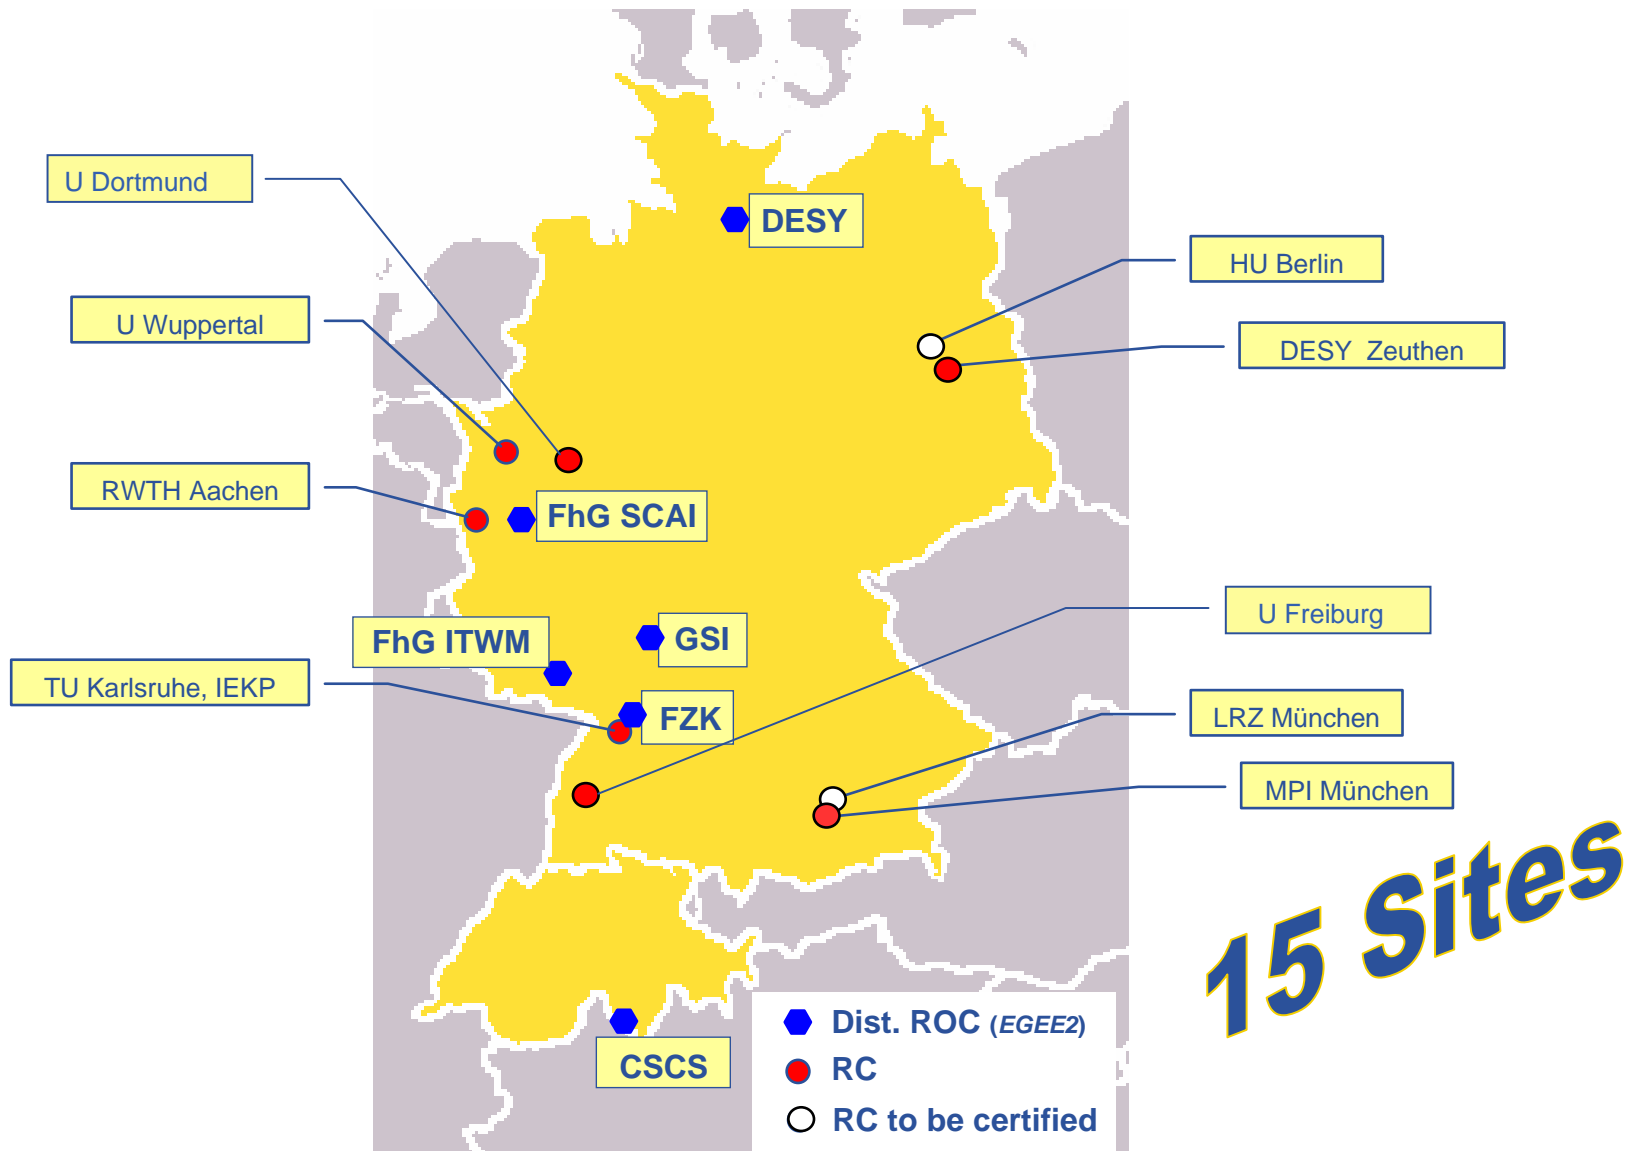 U Dortmund
DESY
HU Berlin
U Wuppertal
DESY Zeuthen
RWTH Aachen
FhG SCAI
U Freiburg
FhG ITWM
GSI
TU Karlsruhe, IEKP
FZK
LRZ München
MPI München
15 Sites
Dist. ROC (EGEE2)
CSCS
RC
RC to be certified